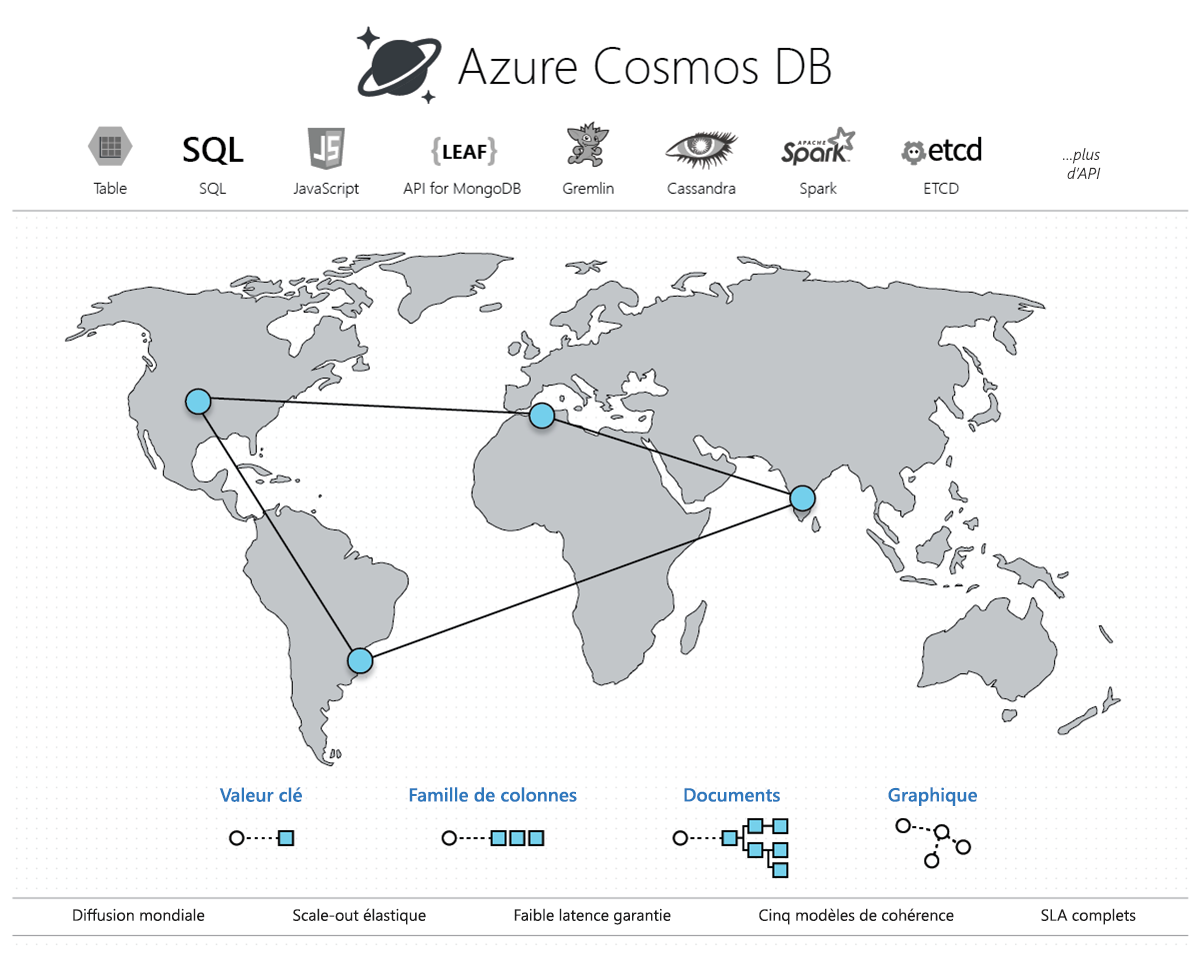 Azure Cosmos DB
SQL
JS
{LEAF}
APACHE
Spark
etcd
Table
SQL
JavaScript
API for MongoDB
Gremlin
Cassandra
Spark
ETCD
...plus
d'API
Valeur clé
Famille de colonnes
Documents
Graphique
Diffusion mondiale
Scale-out élastique
Faible latence garantie
Cinq modèles de cohérence
SLA complets